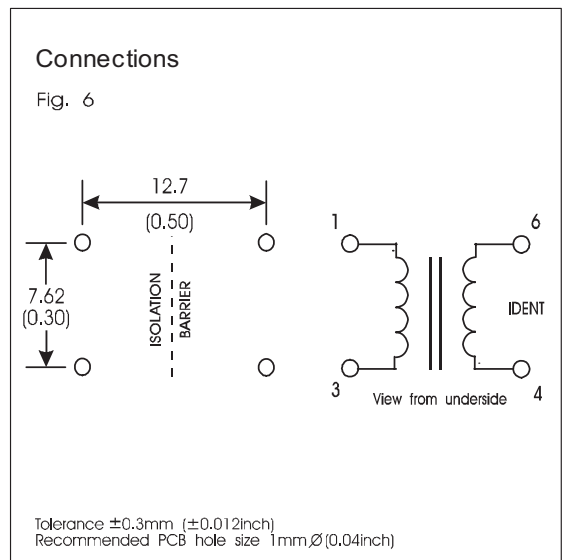 Connections
Fig. 6
12.7
(0.50)
7.62
(0.30)
ISOLATION
BARRIER
1
6
IDENT
3
4
View from underside
Tolerance ±0.3mm (±0.012inch)
Recommended PCB hole size 1mmØ(0.04inch)